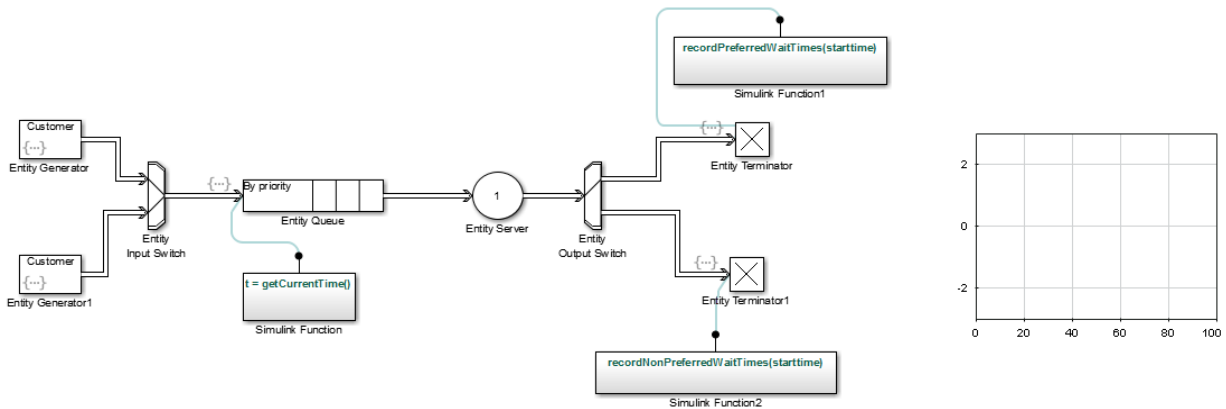 recordPreferredWaitTimes(starttime)
Simulink Function1
Customer
{...}
Entity Generator
{...}
By priority
Entity Queue
1
Entity Server
{...}
Entity Terminator
Entity
Input Switch
Entity
Output Switch
Customer
{...}
Entity Generator1
t = getCurrentTime()
Simulink Function
{...}
Entity Terminator1
recordNonPreferredWaitTimes(starttime)
Simulink Function2
2
0
-2
0 20 40 60 80 100